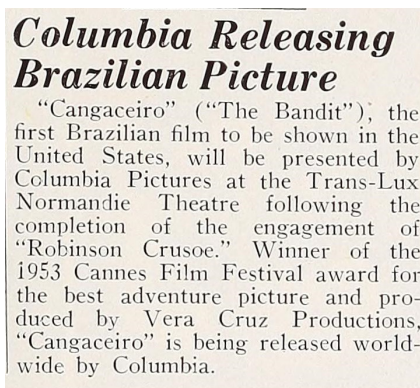 Columbia Releasing
Brazilian Picture
"Cangaceiro" ("The Bandit"), the
first Brazilian film to be shown in the
United States, will be presented by
Columbia Pictures at the Trans-Lux
Normandie Theatre following the
completion of the engagement of
"Robinson Crusoe." Winner of the
1953 Cannes Film Festival award for
the best adventure picture and pro-
duced by Vera Cruz Productions,
"Cangaceiro" is being released world-
wide by Columbia.